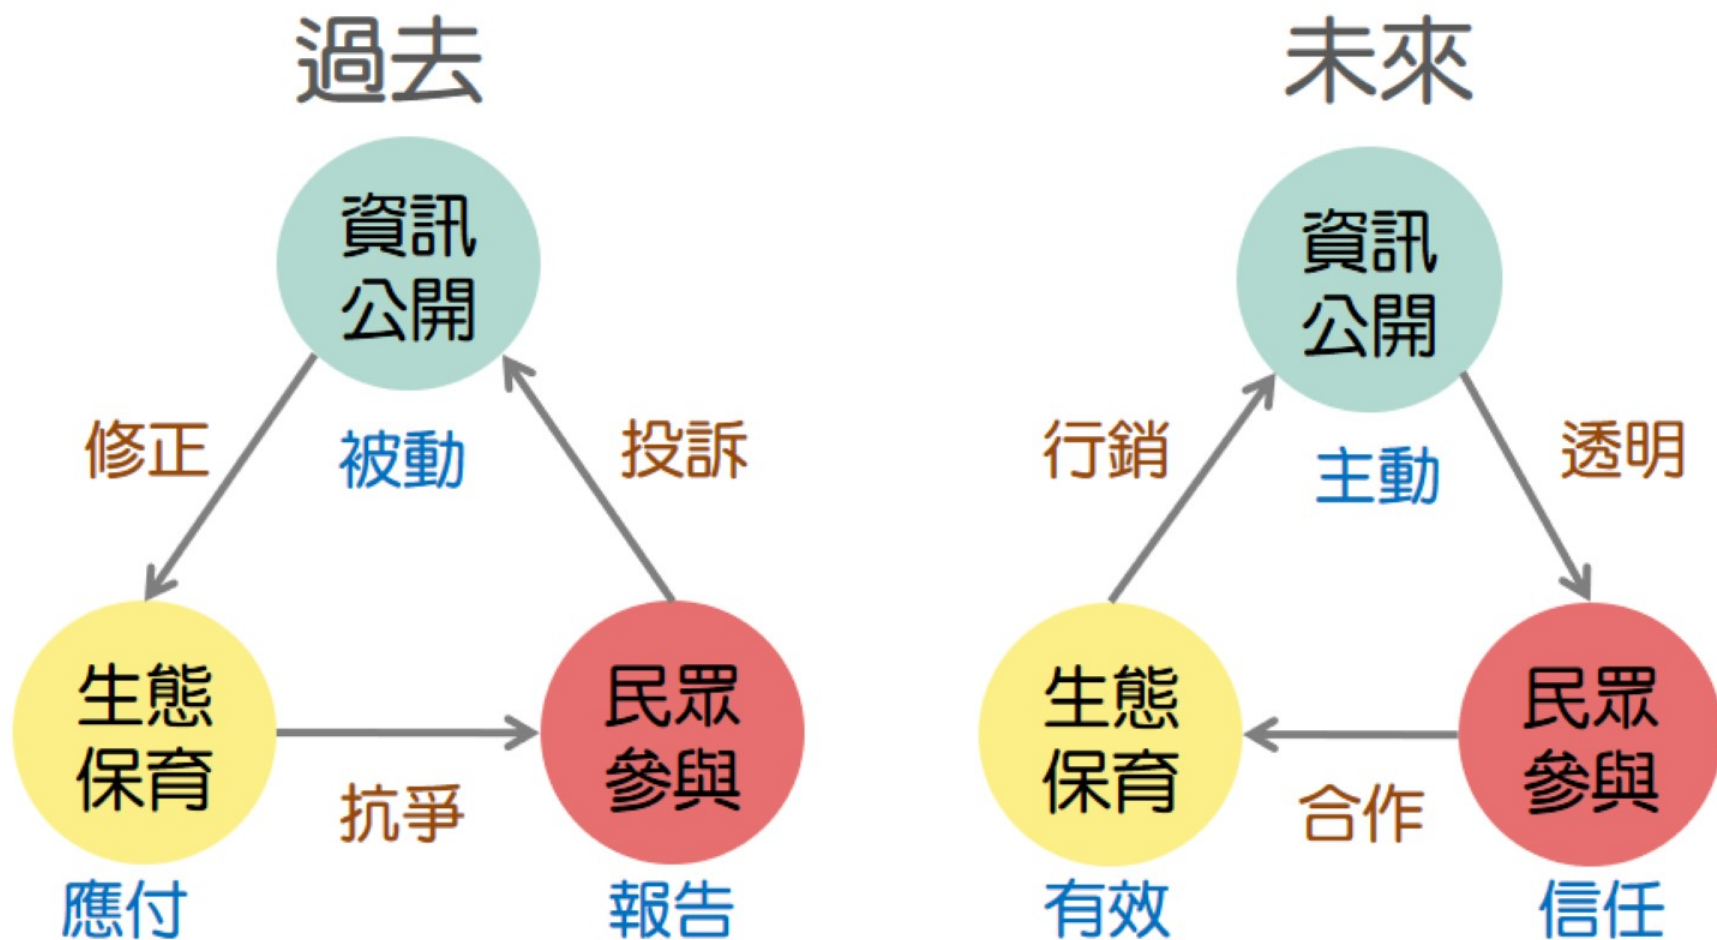 過去
資訊
公開
修正
被動
投訴
生態
保育
民眾
參與
抗爭
應付
報告
未來
資訊
公開
行銷
主動
透明
生態
保育
民眾
參與
合作
有效
信任